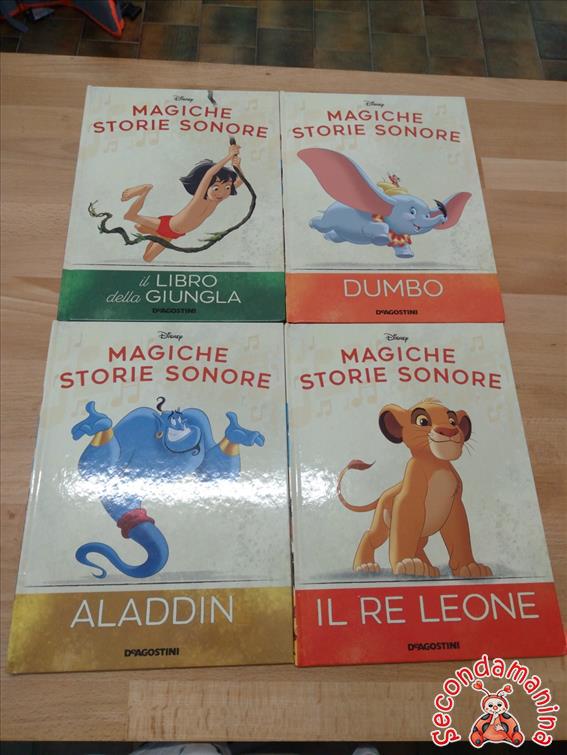 Disney
MAGICHE
STORIE SONORE
il LIBRO
della GIUNGLA
DeAGOSTINI
Disney
MAGICHE
STORIE SONORE
DUMBO
DeAGOSTINI
Disney
MAGICHE
STORIE SONORE
ALADDIN
DeAGOSTINI
Disney
MAGICHE
STORIE SONORE
IL RE LEONE
DeAGOSTINI
secondamanina